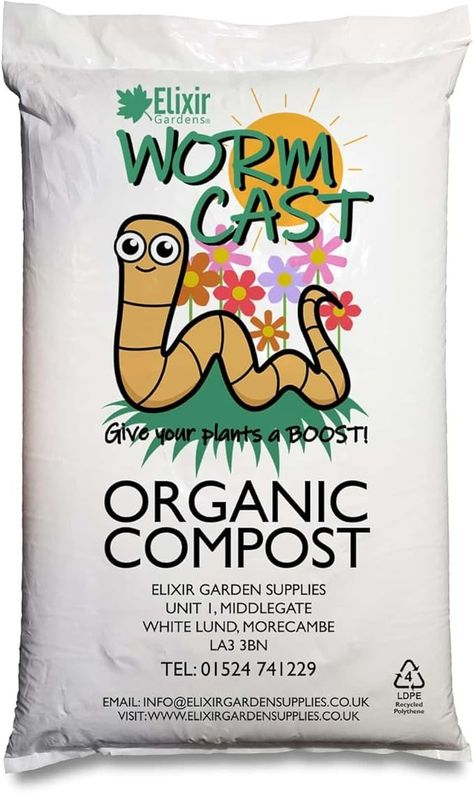 Elixir
Gardens®
WORM
CAST
Give your plants a BOOST!
ORGANIC
COMPOST
ELIXIR GARDEN SUPPLIES
UNIT 1, MIDDLEGATE
WHITE LUND, MORECAMBE
LA3 3BN
TEL: 01524 741229
EMAIL: INFO@ELIXIRGARDENSUPPLIES.CO.UK
VISIT: WWW.ELIXIRGARDENSUPPLIES.CO.UK
4
LDPE
Recycled
Polythene